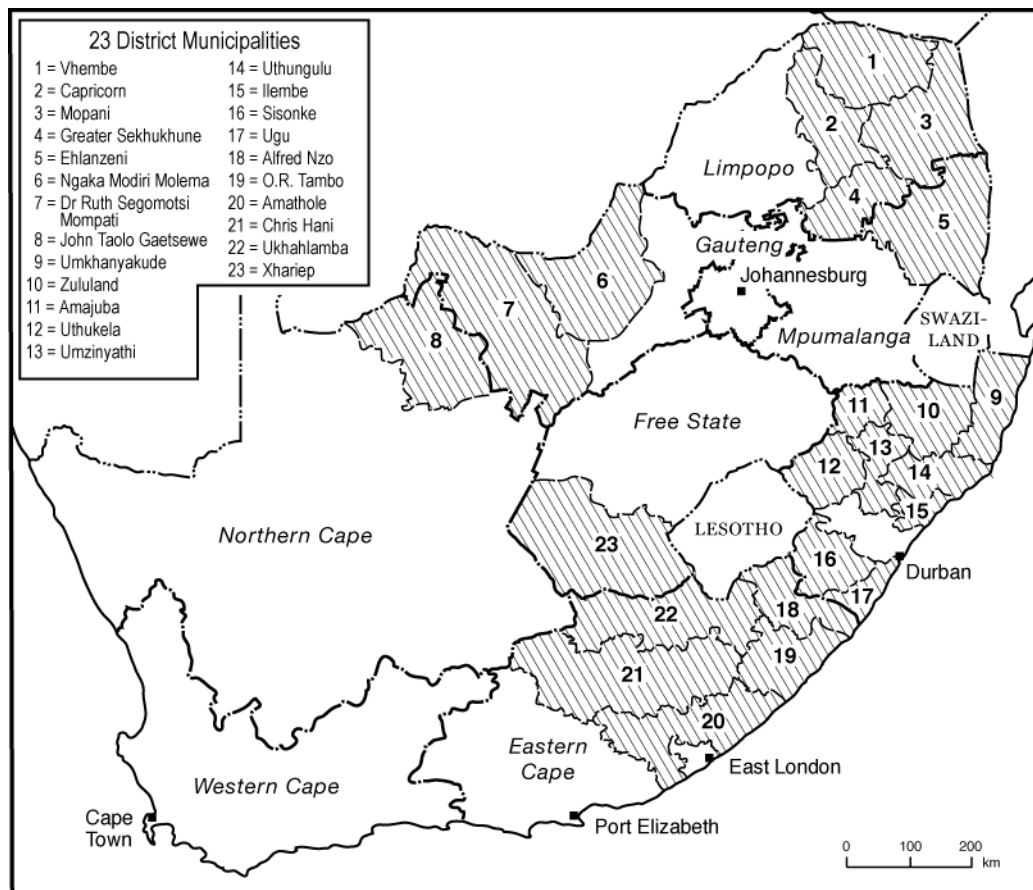 23 District Municipalities
1 = Vhembe
2 = Capricorn
3 = Mopani
4 = Greater Sekhukhune
5 = Ehlanzeni
6 = Ngaka Modiri Molema
7 = Dr Ruth Segomotsi
Mompati
8 = John Taolo Gaetsewe
9 = Umkhanyakude
10 = Zululand
11 = Amajuba
12 = Uthukela
13 = Umzinyathi
14 = Uthungulu
15 = Ilembe
16 = Sisonke
17 = Ugu
18 = Alfred Nzo
19 = O.R. Tambo
20 = Amathole
21 = Chris Hani
22 = Ukhahlamba
23 = Xhariep
1
2
3
Limpopo
4
5
Gauteng
6
Johannesburg
7
8
Mpumalanga
SWAZI-
LAND
9
11
10
Free State
13
12
14
15
LESOTHO
Northern Cape
23
16
Durban
17
22
18
19
21
20
Eastern
Cape
East London
Western Cape
Cape
Town
Port Elizabeth
0 100 200
km